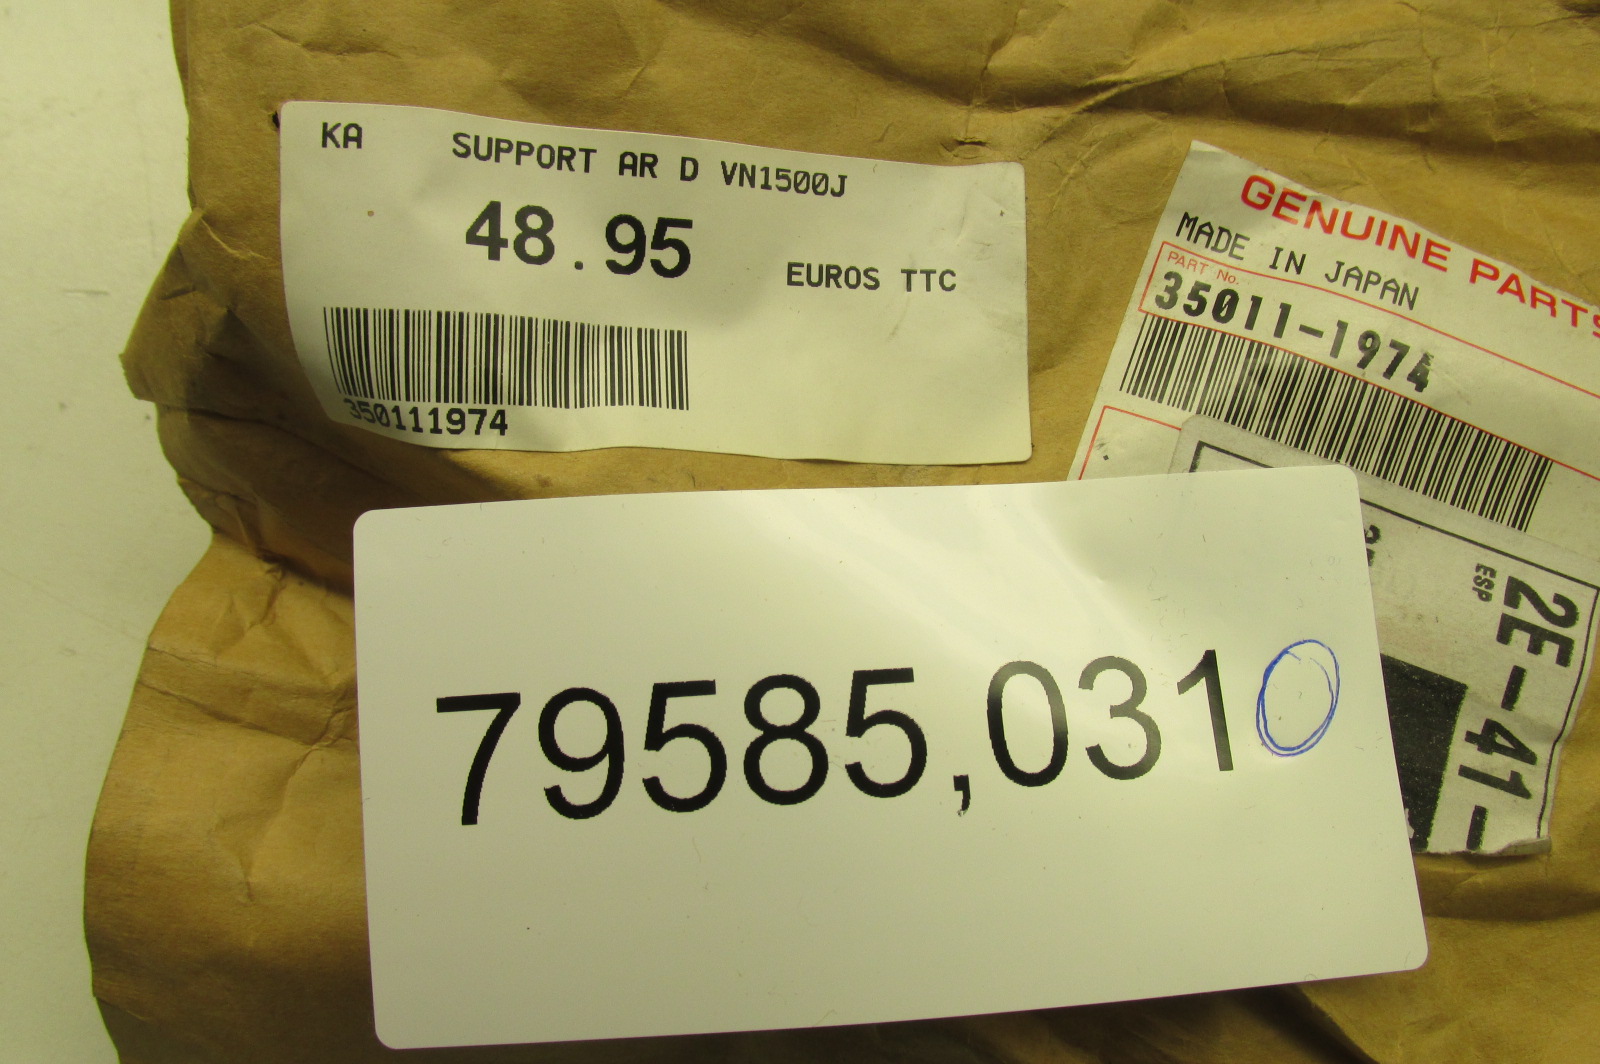 KA SUPPORT AR D VN1500J
48.95 EUROS TTC
350111974
GENUINE PARTS
MADE IN JAPAN
PART No.
35011-1974
ESP
2E-41-
79585,0310